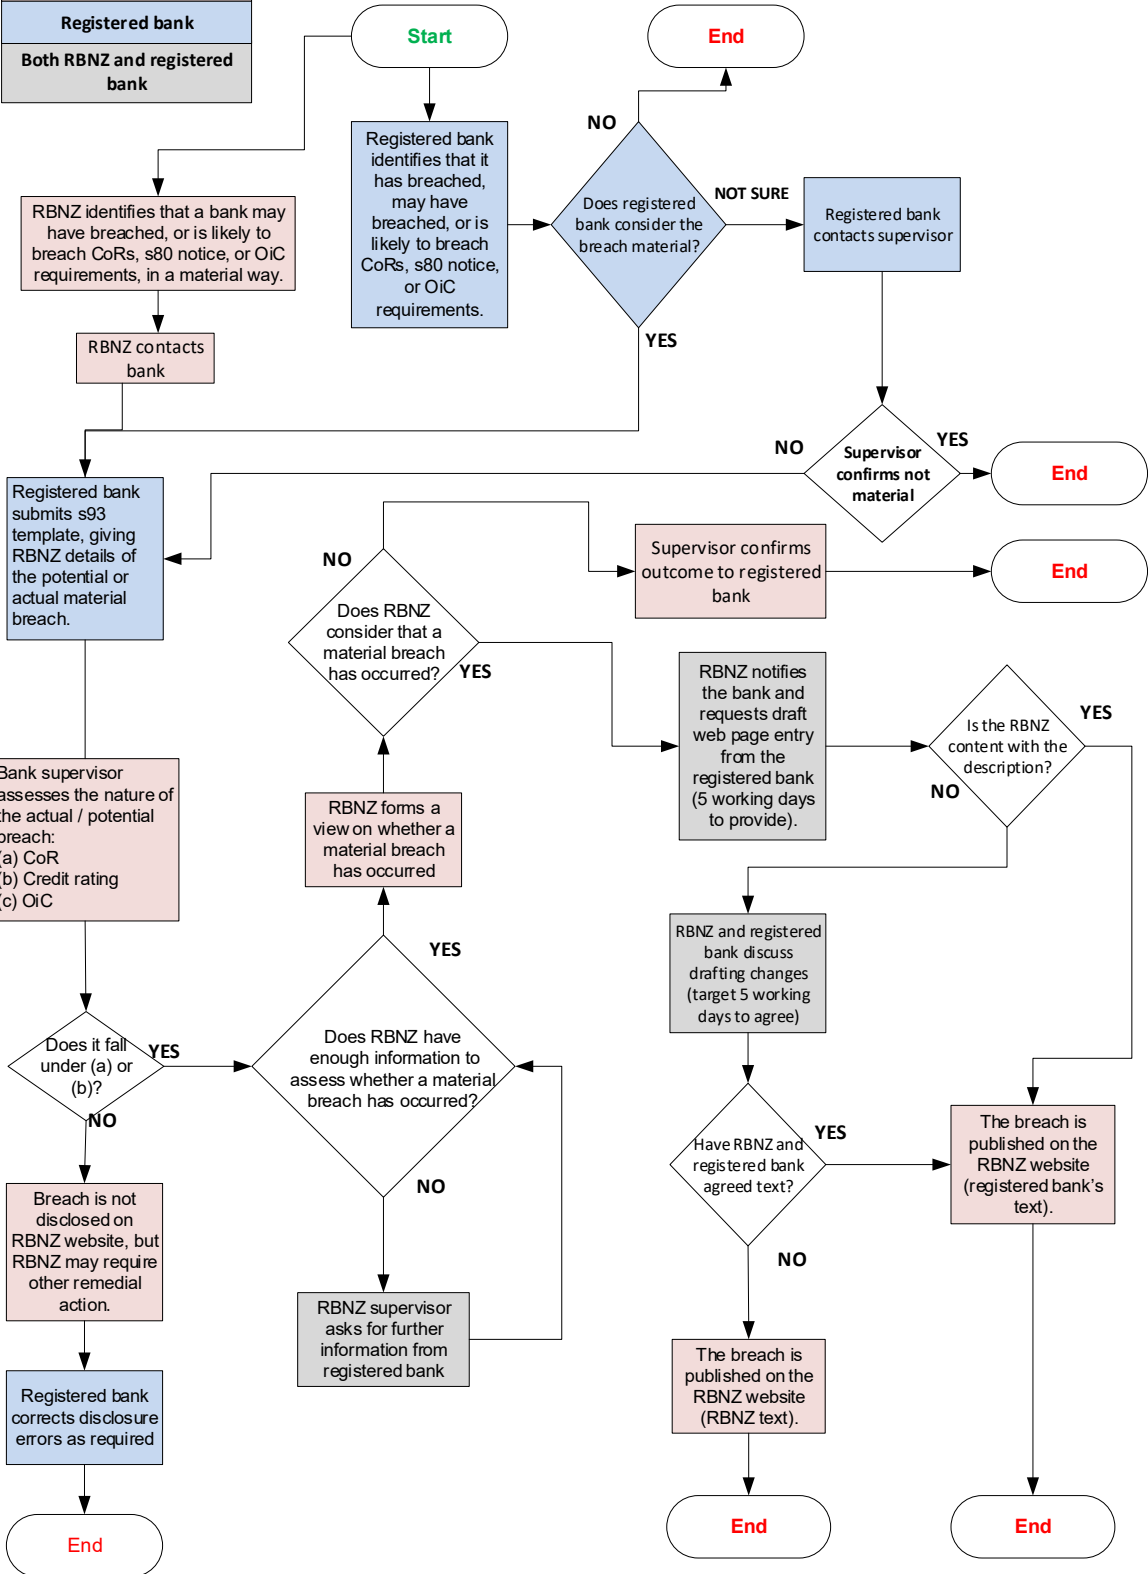 Registered bank
Both RBNZ and registered
bank
Start
End
Registered bank
identifies that it
has breached,
may have
breached, or is
likely to breach
CoRs, s80 notice,
or OiC
requirements.
NO
Does registered
bank consider the
breach material?
NOT SURE
Registered bank
contacts supervisor
YES
RBNZ identifies that a bank may
have breached, or is likely to
breach CoRs, s80 notice, or OiC
requirements, in a material way.
RBNZ contacts
bank
NO
Supervisor
confirms not
material
YES
End
Registered bank
submits s93
template, giving
RBNZ details of
the potential or
actual material
breach.
NO
Does RBNZ
consider that a
material breach
has occurred?
YES
Supervisor confirms
outcome to registered
bank
End
RBNZ notifies
the bank and
requests draft
web page entry
from the
registered bank
(5 working days
to provide).
Is the RBNZ
content with the
description?
YES
NO
Bank supervisor
assesses the nature of
the actual / potential
breach:
(a) CoR
(b) Credit rating
(c) OiC
RBNZ forms a
view on whether a
material breach
has occurred
YES
RBNZ and registered
bank discuss
drafting changes
(target 5 working
days to agree)
Does it fall
under (a) or
(b)?
YES
NO
Does RBNZ have
enough information to
assess whether a material
breach has occurred?
NO
Have RBNZ and
registered bank
agreed text?
YES
NO
The breach is
published on the
RBNZ website
(registered bank’s
text).
Breach is not
disclosed on
RBNZ website, but
RBNZ may require
other remedial
action.
RBNZ supervisor
asks for further
information from
registered bank
The breach is
published on the
RBNZ website
(RBNZ text).
Registered bank
corrects disclosure
errors as required
End
End
End